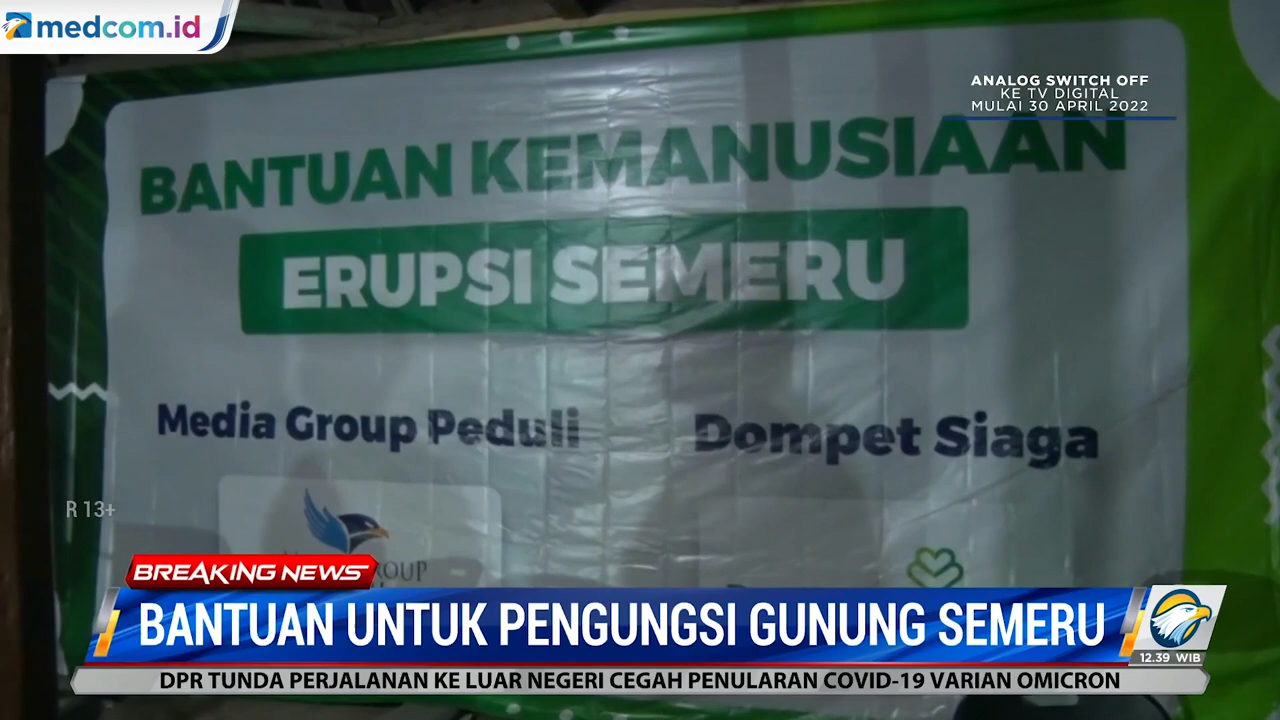 medcom.id
ANALOG SWITCH OFF
KE TV DIGITAL
MULAI 30 APRIL 2022
BANTUAN KEMANUSIAAN
ERUPSI SEMERU
Media Group Peduli
Dompet Siaga
R 13+
BREAKING NEWS
BANTUAN UNTUK PENGUNGSI GUNUNG SEMERU
12.39 WIB
DPR TUNDA PERJALANAN KE LUAR NEGERI CEGAH PENULARAN COVID-19 VARIAN OMICRON